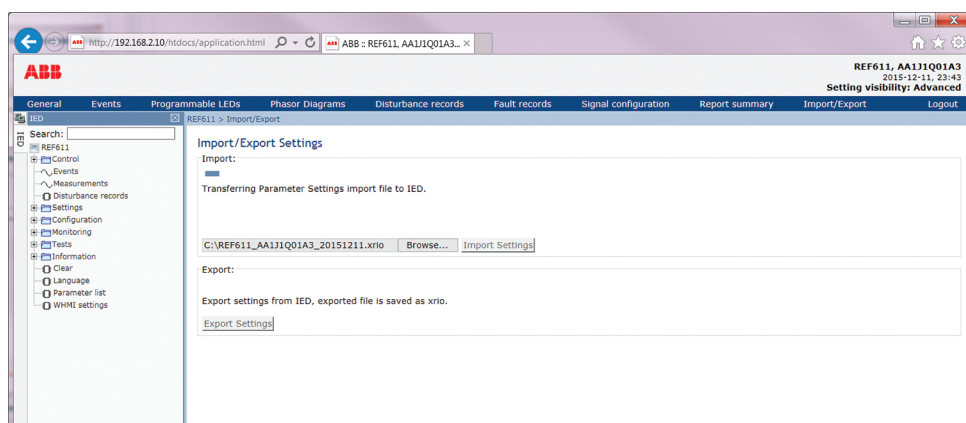 http://192.168.2.10/htdocs/application.html
ABB :: REF611, AA1J1Q01A3...
ABB
REF611, AA1J1Q01A3
2015-12-11, 23:43
Setting visibility: Advanced
General Events Programmable LEDs Phasor Diagrams Disturbance records Fault records Signal configuration Report summary Import/Export Logout
IED
REF611 > Import/Export
IED
Search:
REF611
Control
Events
Measurements
Disturbance records
Settings
Configuration
Monitoring
Tests
Information
Clear
Language
Parameter list
WHMI settings
Import/Export Settings
Import:
Transferring Parameter Settings import file to IED.
C:\REF611_AA1J1Q01A3_20151211.xrio Browse... Import Settings
Export:
Export settings from IED, exported file is saved as xrio.
Export Settings